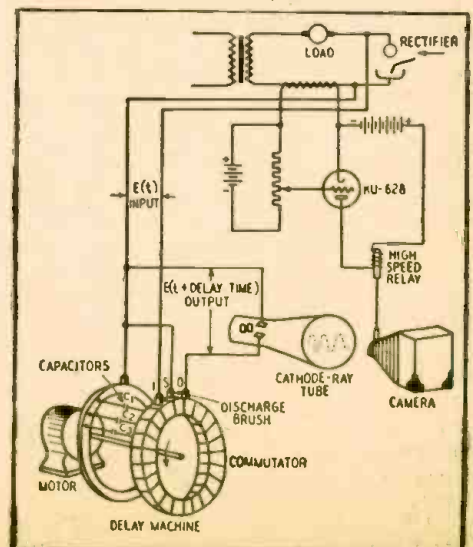 LOAD
RECTIFIER
KU-628
E(t)
INPUT
E(t + DELAY TIME)
OUTPUT
HIGH
SPEED
RELAY
CAPACITORS
C1
C2
C3
I S D
DISCHARGE
BRUSH
CATHODE-RAY
TUBE
CAMERA
MOTOR
COMMUTATOR
DELAY MACHINE